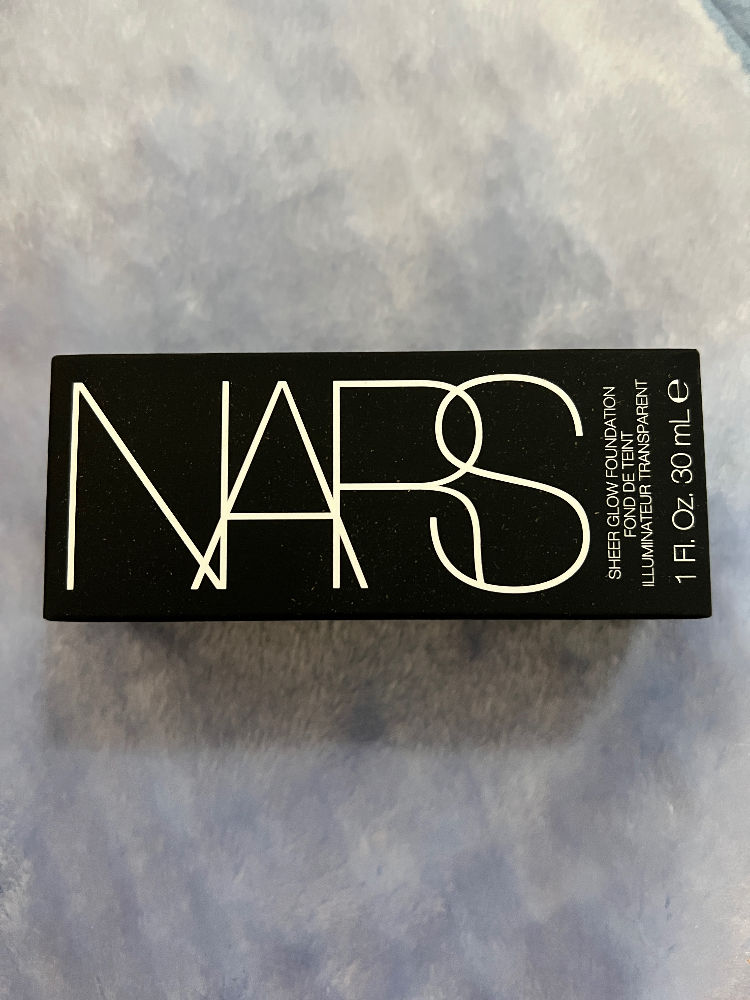 NARS
SHEER GLOW FOUNDATION
FOND DE TEINT
ILLUMINATEUR TRANSPARENT
1 Fl. Oz. 30 mL ℮